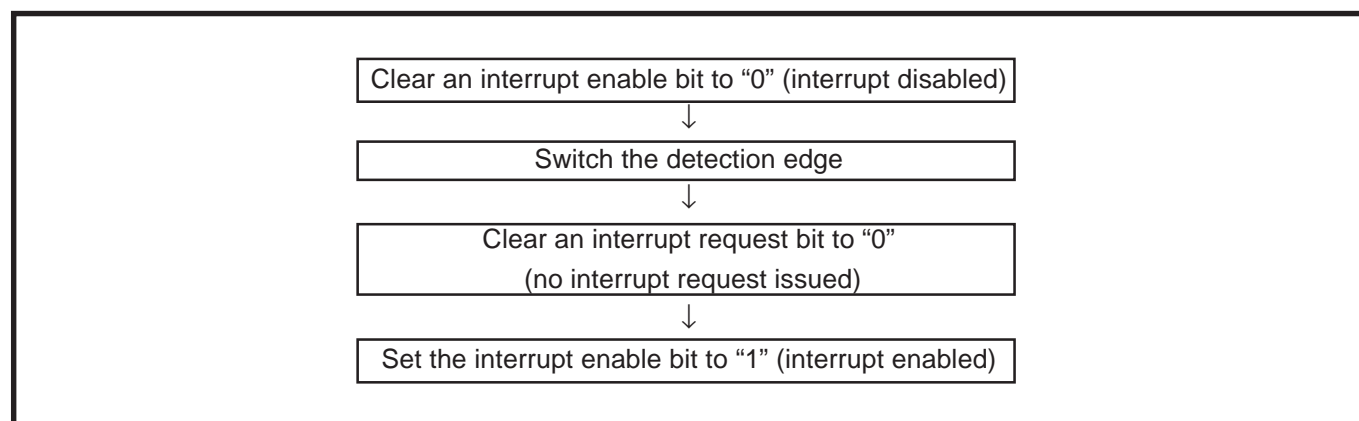 Clear an interrupt enable bit to “0” (interrupt disabled)
↓
Switch the detection edge
↓
Clear an interrupt request bit to “0”
(no interrupt request issued)
↓
Set the interrupt enable bit to “1” (interrupt enabled)